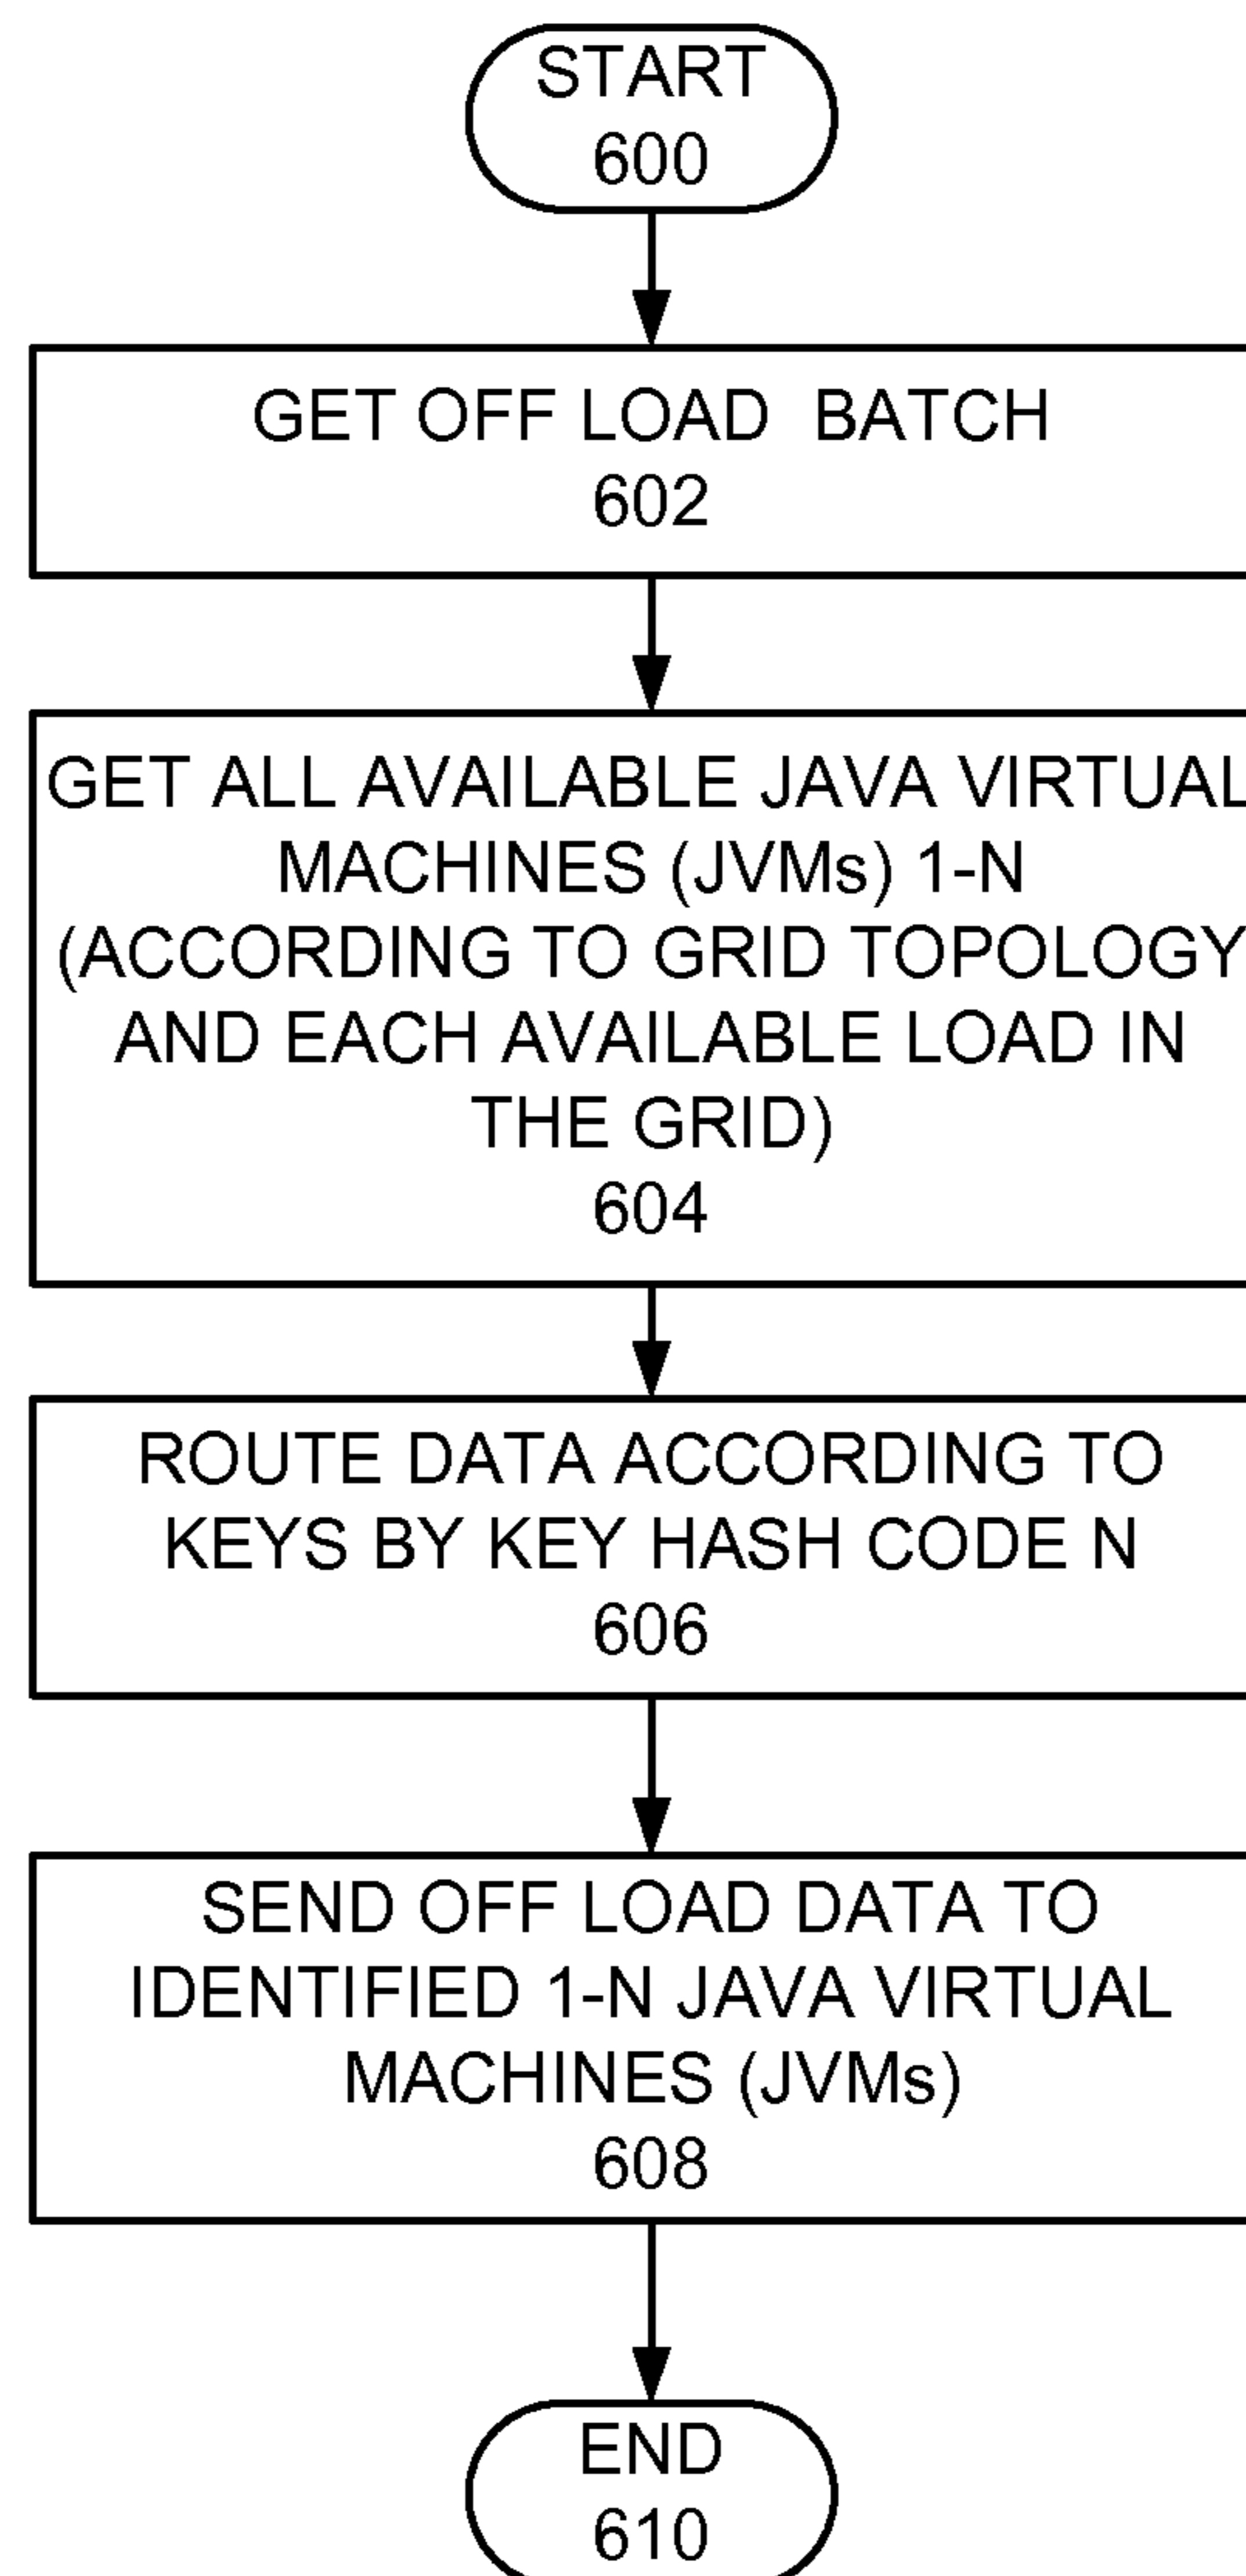 START
600
GET OFF LOAD BATCH
602
GET ALL AVAILABLE JAVA VIRTUAL
MACHINES (JVMs) 1-N
(ACCORDING TO GRID TOPOLOGY
AND EACH AVAILABLE LOAD IN
THE GRID)
604
ROUTE DATA ACCORDING TO
KEYS BY KEY HASH CODE N
606
SEND OFF LOAD DATA TO
IDENTIFIED 1-N JAVA VIRTUAL
MACHINES (JVMs)
608
END
610